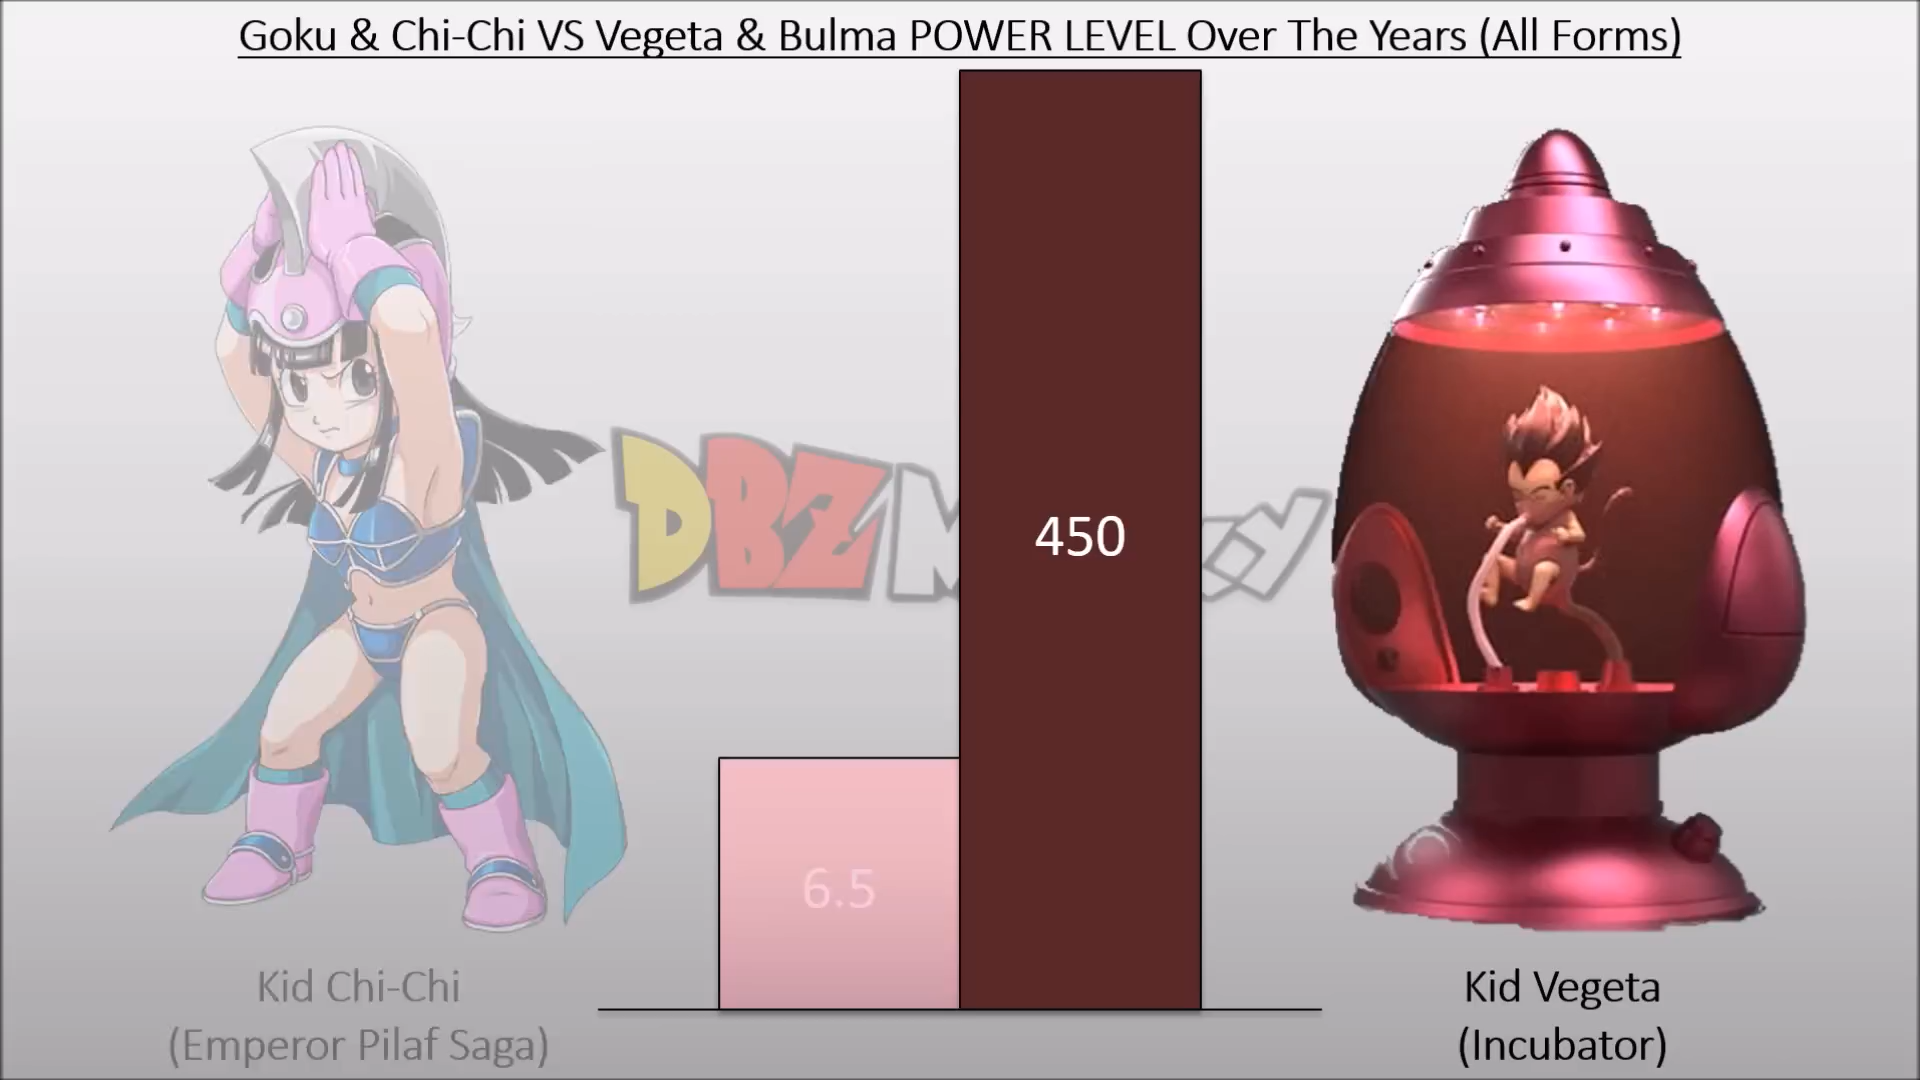 Goku & Chi-Chi VS Vegeta & Bulma POWER LEVEL Over The Years (All Forms)
DBZ
450
6.5
Kid Chi-Chi
(Emperor Pilaf Saga)
Kid Vegeta
(Incubator)